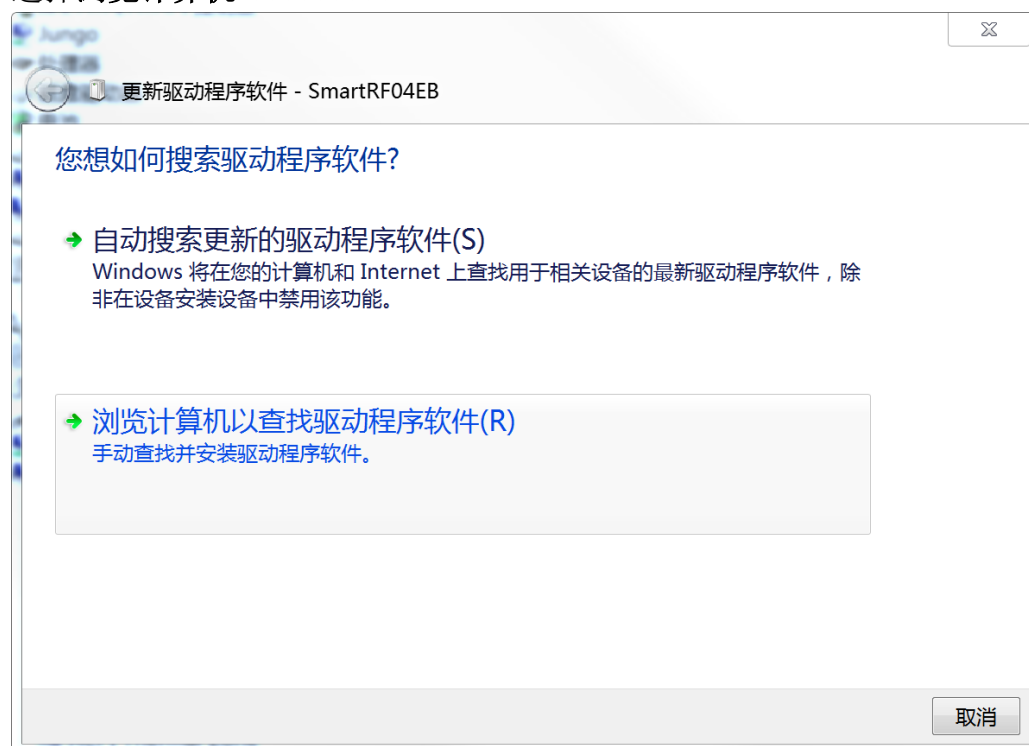 Jungo
处理器
更新驱动程序软件 - SmartRF04EB
您想如何搜索驱动程序软件?
自动搜索更新的驱动程序软件(S)
Windows 将在您的计算机和 Internet 上查找用于相关设备的最新驱动程序软件，除
非在设备安装设备中禁用该功能。
浏览计算机以查找驱动程序软件(R)
手动查找并安装驱动程序软件。
取消